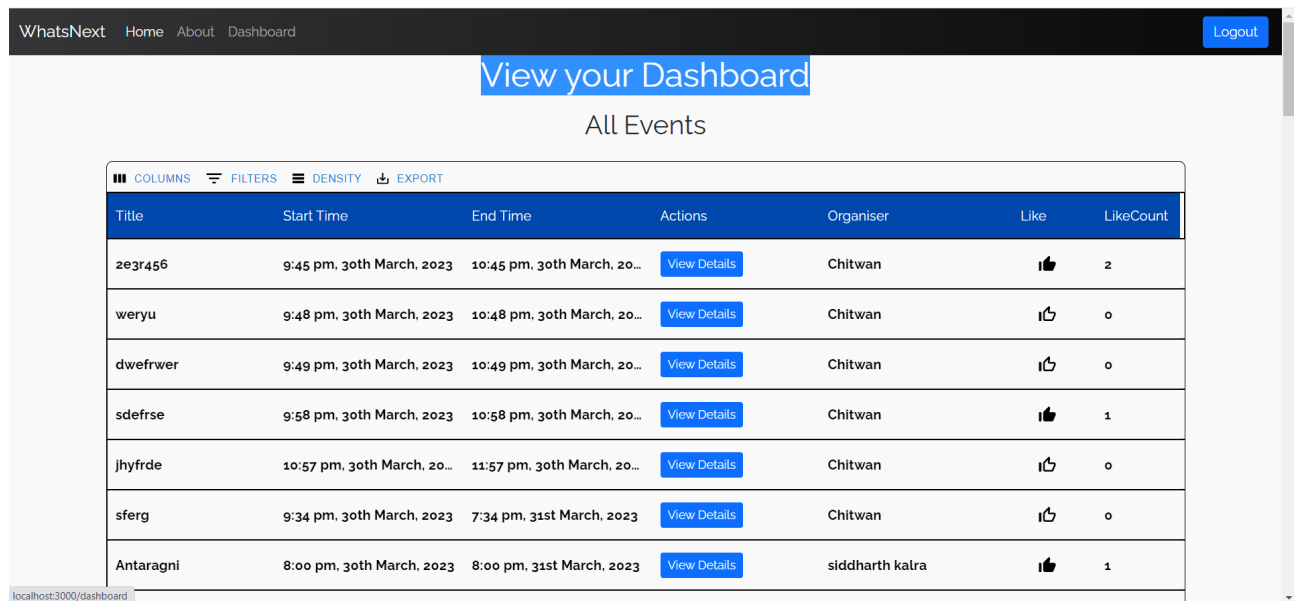 WhatsNext Home About Dashboard Logout
View your Dashboard
All Events
COLUMNS FILTERS DENSITY EXPORT
Title Start Time End Time Actions Organiser Like LikeCount
2e3r456 9:45 pm, 30th March, 2023 10:45 pm, 30th March, 20... View Details Chitwan 2
weryu 9:48 pm, 30th March, 2023 10:48 pm, 30th March, 20... View Details Chitwan 0
dwefrwer 9:49 pm, 30th March, 2023 10:49 pm, 30th March, 20... View Details Chitwan 0
sdefrse 9:58 pm, 30th March, 2023 10:58 pm, 30th March, 20... View Details Chitwan 1
jhyfrde 10:57 pm, 30th March, 20... 11:57 pm, 30th March, 20... View Details Chitwan 0
sferg 9:34 pm, 30th March, 2023 7:34 pm, 31st March, 2023 View Details Chitwan 0
Antaragni 8:00 pm, 30th March, 2023 8:00 pm, 31st March, 2023 View Details siddharth kalra 1
localhost:3000/dashboard